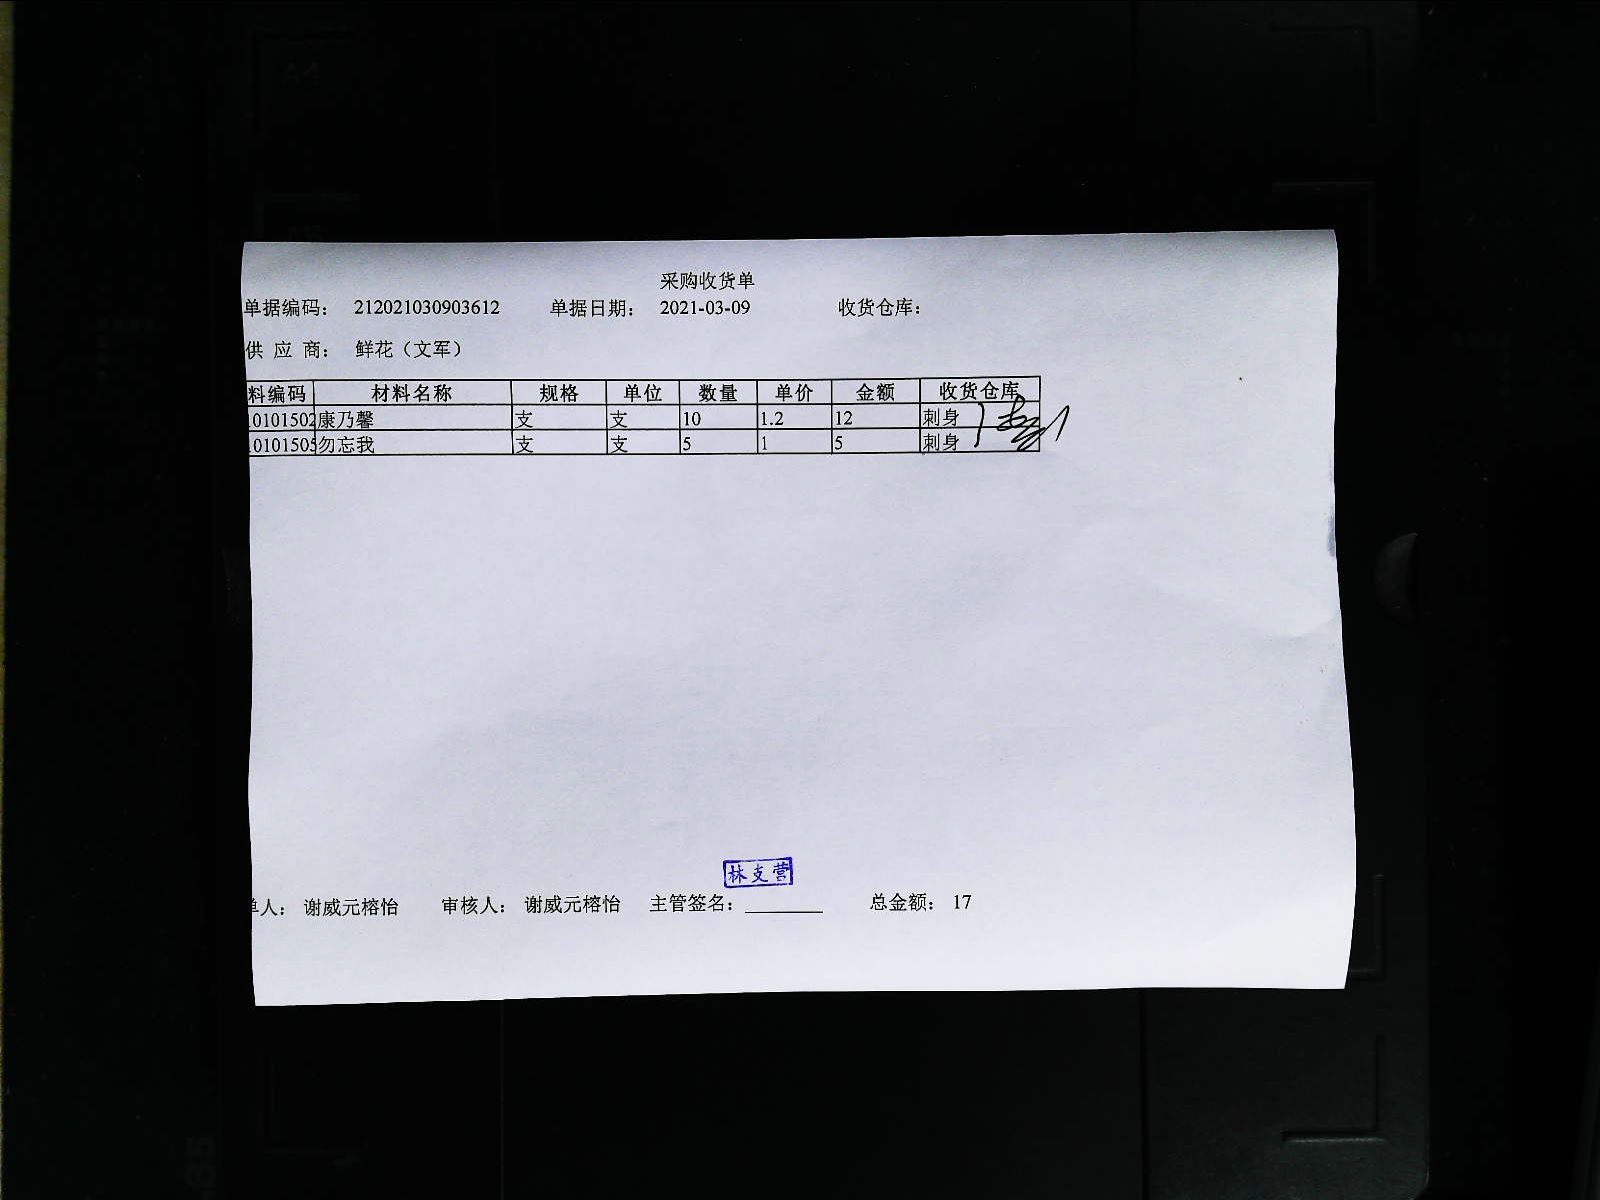 采购收货单
单据编码： 212021030903612 单据日期： 2021-03-09 收货仓库：
供 应 商： 鲜花（文军）
料编码 材料名称 规格 单位 数量 单价 金额 收货仓库
10101502 康乃馨 支 支 10 1.2 12 刺身
10101505 勿忘我 支 支 5 1 5 刺身
林支营
单人： 谢威元榕怡 审核人： 谢威元榕怡 主管签名： 总金额： 17